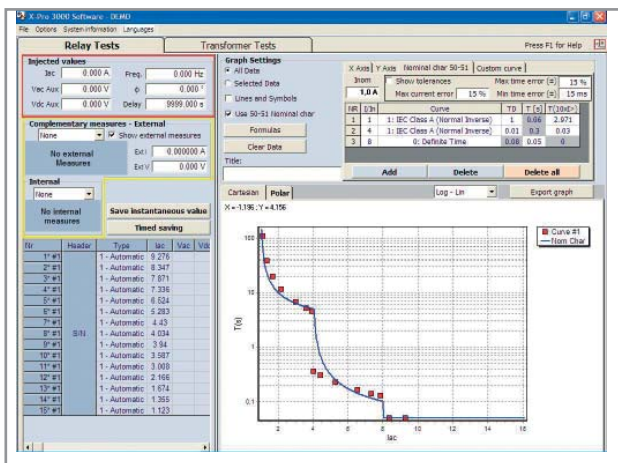 X-Pro 3000 Software - DEMO
File Options System-information Languages
Relay Tests
Transformer Tests
Press F1 for Help
Injected values
Iac 0.000 A Freq. 0.000 Hz
Vac Aux 0.000 V ϕ 0.000 °
Vdc Aux 0.000 V Delay 9999.000 s
Complementary measures - External
None Show external measures
No external Measures
Ext I 0.000000 A
Ext V 0.000 V
Internal
None
No internal measures
Save instantaneous value
Timed saving
Nr Header Type Iac Vac Vdc
1° #1 1 - Automatic 9.276
2° #1 1 - Automatic 8.347
3° #1 1 - Automatic 7.871
4° #1 1 - Automatic 7.336
5° #1 1 - Automatic 6.524
6° #1 1 - Automatic 5.283
7° #1 1 - Automatic 4.43
8° #1 S/N 1 - Automatic 4.034
9° #1 1 - Automatic 3.94
10° #1 1 - Automatic 3.587
11° #1 1 - Automatic 3.008
12° #1 1 - Automatic 2.166
13° #1 1 - Automatic 1.674
14° #1 1 - Automatic 1.355
15° #1 1 - Automatic 1.123
Graph Settings
All Data
Selected Data
Lines and Symbols
Use 50-51 Nominal char
Formulas
Clear Data
Title:
X Axis Y Axis Nominal char 50-51 Custom curve
Inom Show tolerances Max time error (±) 15 %
1,0 A Max current error 15 % Min time error (±) 15 ms
NR I/In Curve TD T [s] T(10xI>)
1 1 1: IEC Class A (Normal Inverse) 1 0.06 2.971
2 4 1: IEC Class A (Normal Inverse) 0.01 0.3 0.03
3 8 0: Definite Time 0.08 0.05 0
Add Delete Delete all
Cartesian Polar Log - Lin Export graph
X = -1,196 ; Y = 4,156
Curve #1
Nom Char
T(s)
100
10
1
0.1
2 4 6 8 10 12 14 16
Iac